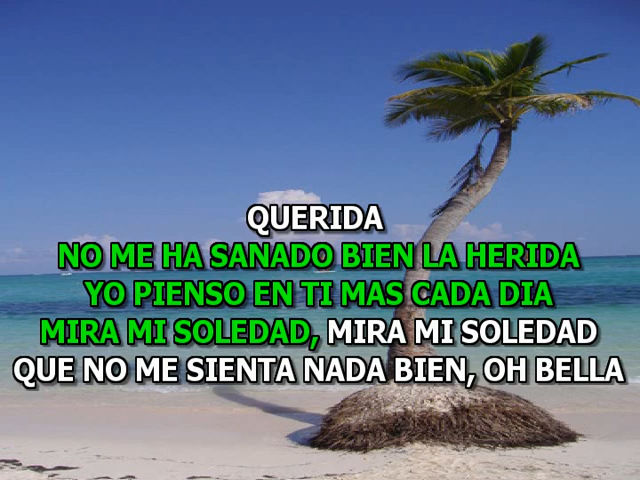 QUERIDA
NO ME HA SANADO BIEN LA HERIDA
YO PIENSO EN TI MAS CADA DIA
MIRA MI SOLEDAD, MIRA MI SOLEDAD
QUE NO ME SIENTA NADA BIEN, OH BELLA